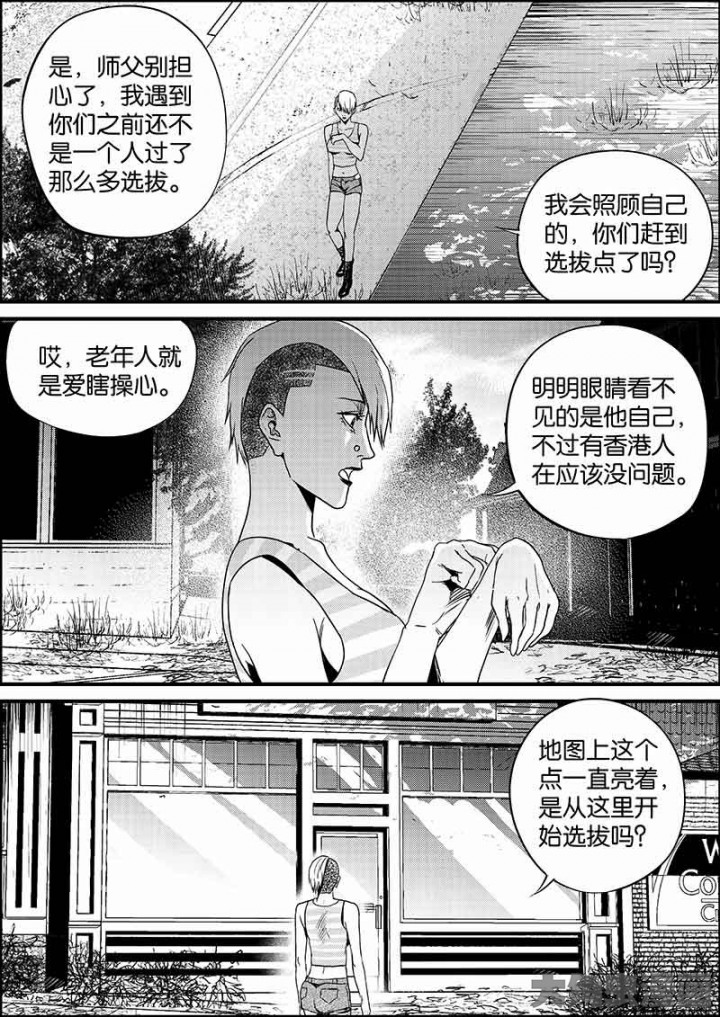 是，师父别担
心了，我遇到
你们之前还不
是一个人过了
那么多选拔。
我会照顾自己
的，你们赶到
选拔点了吗？
哎，老年人就
是爱瞎操心。
明明眼睛看不
见的是他自己，
不过有香港人
在应该没问题。
地图上这个
点一直亮着，
是从这里开
始选拔吗？
W
Co
c